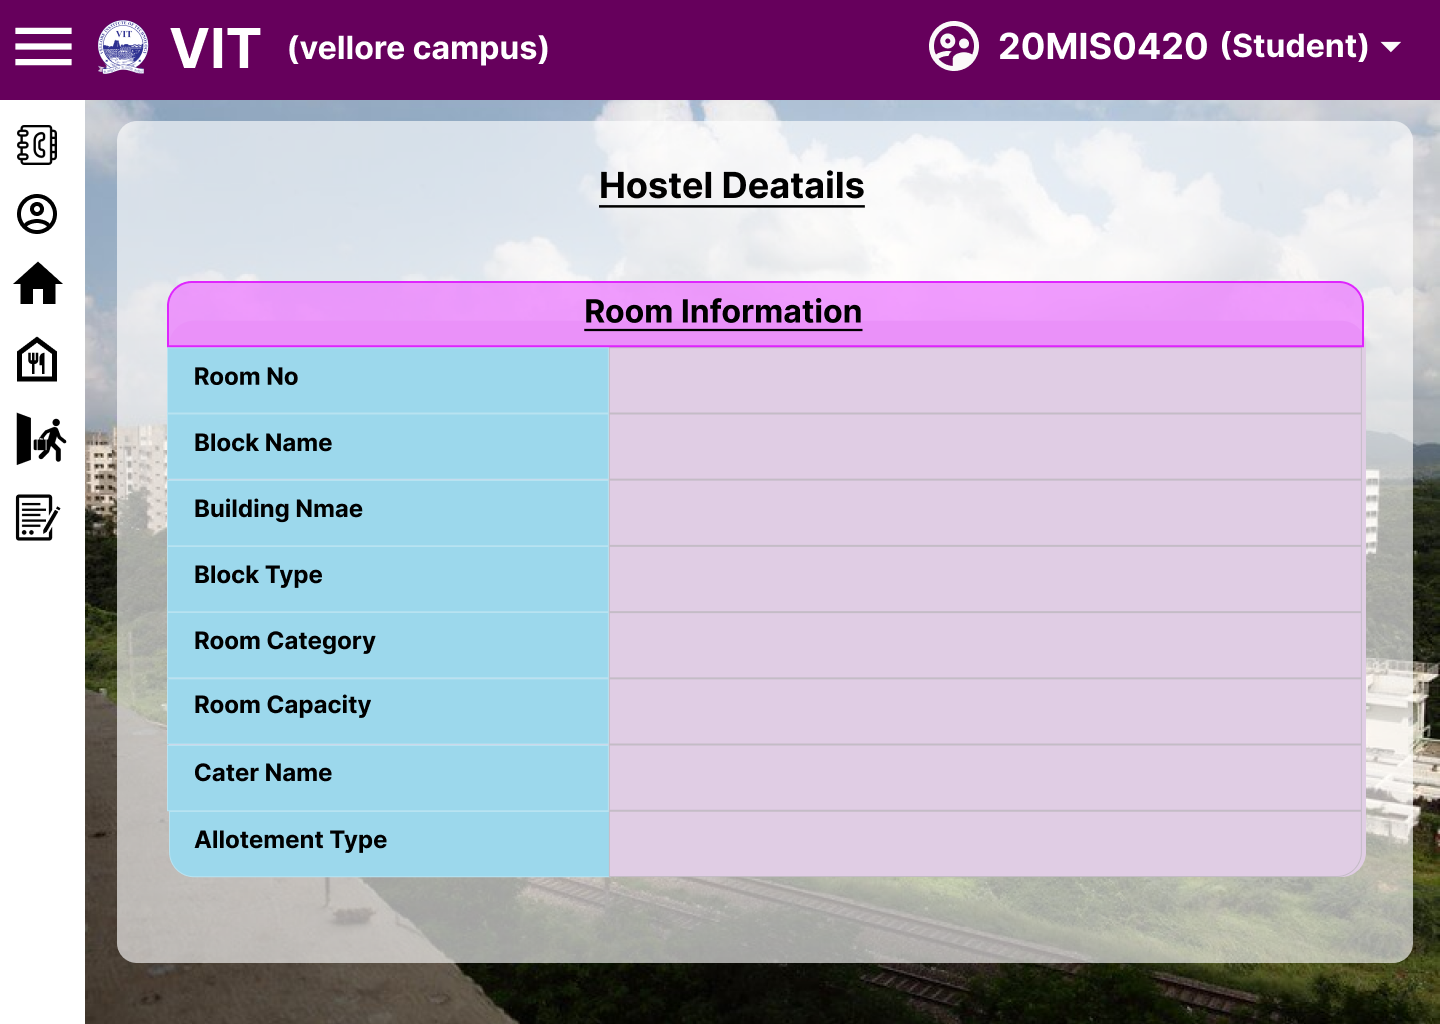 VIT
VIT (vellore campus)
20MIS0420 (Student)
Hostel Deatails
Room Information
Room No
Block Name
Building Nmae
Block Type
Room Category
Room Capacity
Cater Name
Allotement Type